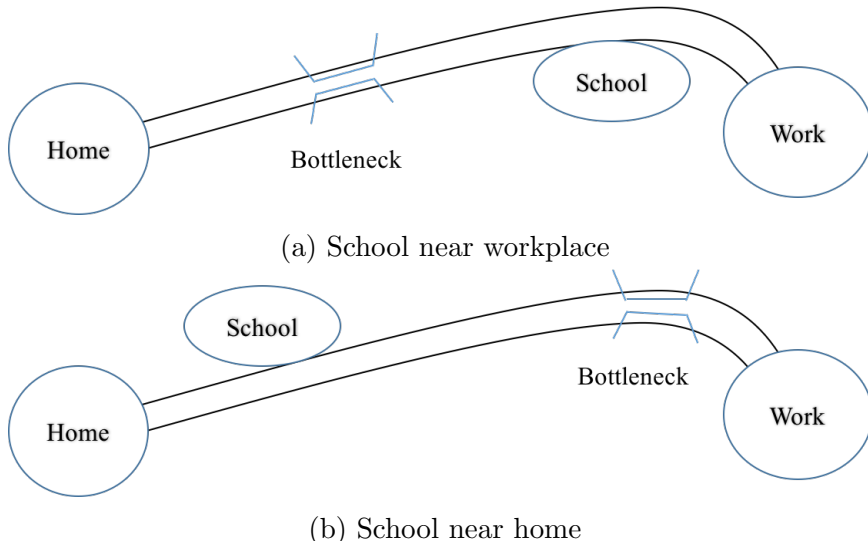 School
Home
Work
Bottleneck
(a) School near workplace
School
Bottleneck
Home
Work
(b) School near home